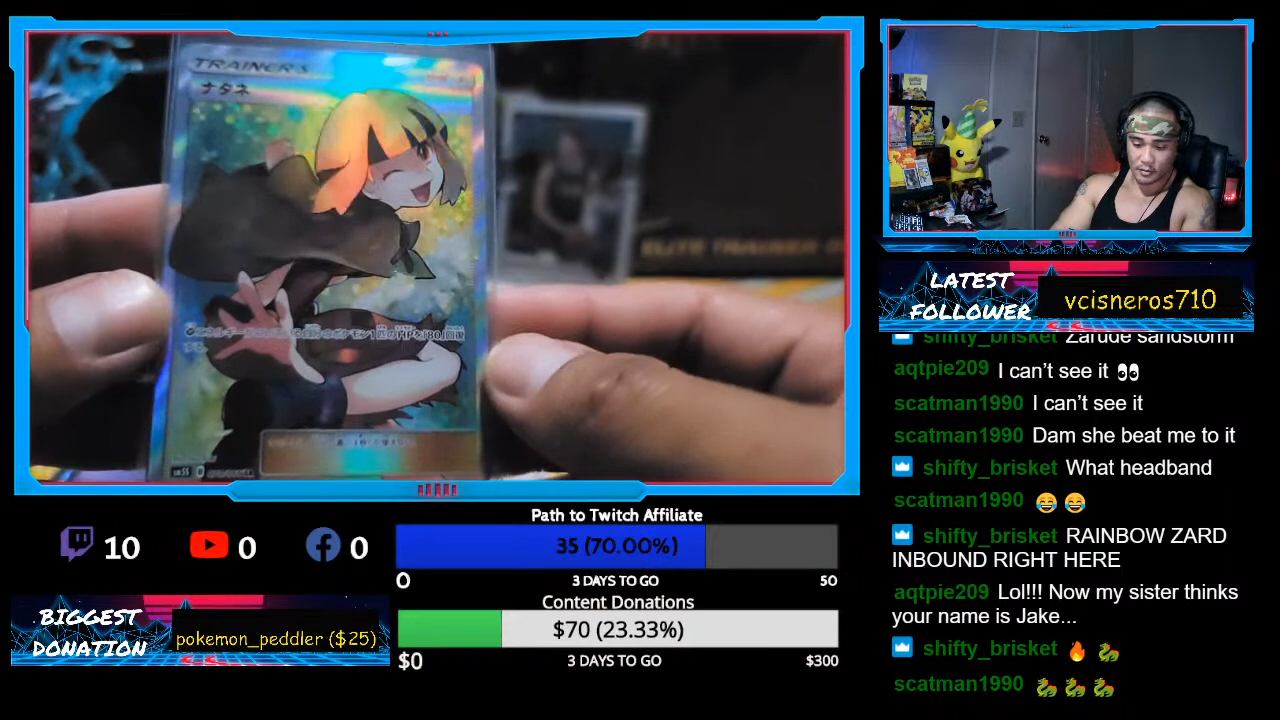 TRAINERS
ナタネ
ELITE TRAINER
LATEST
FOLLOWER
vcisneros710
shifty_brisket Zarude sandstorm
aqtpie209 I can't see it 👀
scatman1990 I can't see it
scatman1990 Dam she beat me to it
shifty_brisket What headband
scatman1990 😂 😂
shifty_brisket RAINBOW ZARD
INBOUND RIGHT HERE
aqtpie209 Lol!!! Now my sister thinks
your name is Jake...
shifty_brisket 🔥 🐉
scatman1990 🐉 🐉 🐉
10
0
0
Path to Twitch Affiliate
35 (70.00%)
0 3 DAYS TO GO 50
Content Donations
$70 (23.33%)
$0 3 DAYS TO GO $300
BIGGEST
DONATION
pokemon_peddler ($25)